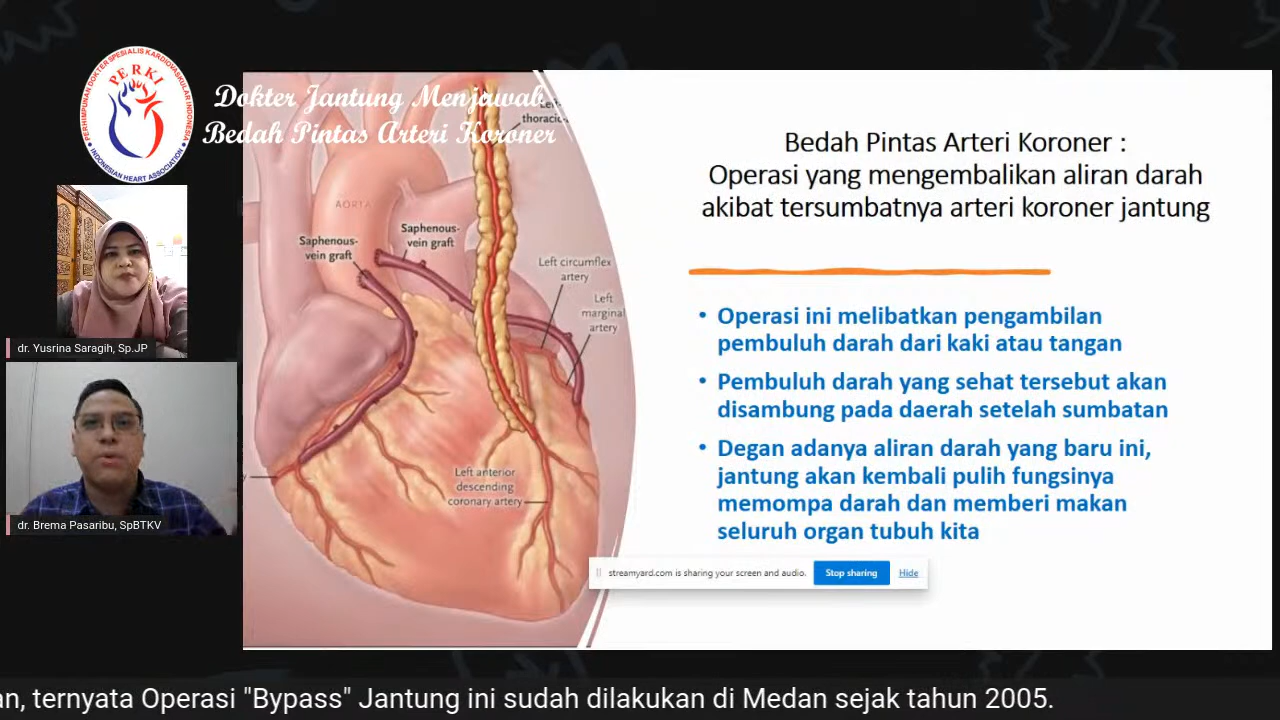 PERHIMPUNAN DOKTER SPESIALIS KARDIOVASKULAR INDONESIA
PERKI
INDONESIAN HEART ASSOCIATION
Dokter Jantung Menjawab
Bedah Pintas Arteri Koroner
thoracic
AORTA
Saphenous-
vein graft
Saphenous-
vein graft
Left circumflex
artery
Left
marginal
artery
Left anterior
descending
coronary artery
Bedah Pintas Arteri Koroner :
Operasi yang mengembalikan aliran darah
akibat tersumbatnya arteri koroner jantung
• Operasi ini melibatkan pengambilan
pembuluh darah dari kaki atau tangan
• Pembuluh darah yang sehat tersebut akan
disambung pada daerah setelah sumbatan
• Degan adanya aliran darah yang baru ini,
jantung akan kembali pulih fungsinya
memompa darah dan memberi makan
seluruh organ tubuh kita
streamyard.com is sharing your screen and audio.
Stop sharing
Hide
dr. Yusrina Saragih, Sp.JP
dr. Brema Pasaribu, SpBTKV
an, ternyata Operasi "Bypass" Jantung ini sudah dilakukan di Medan sejak tahun 2005.